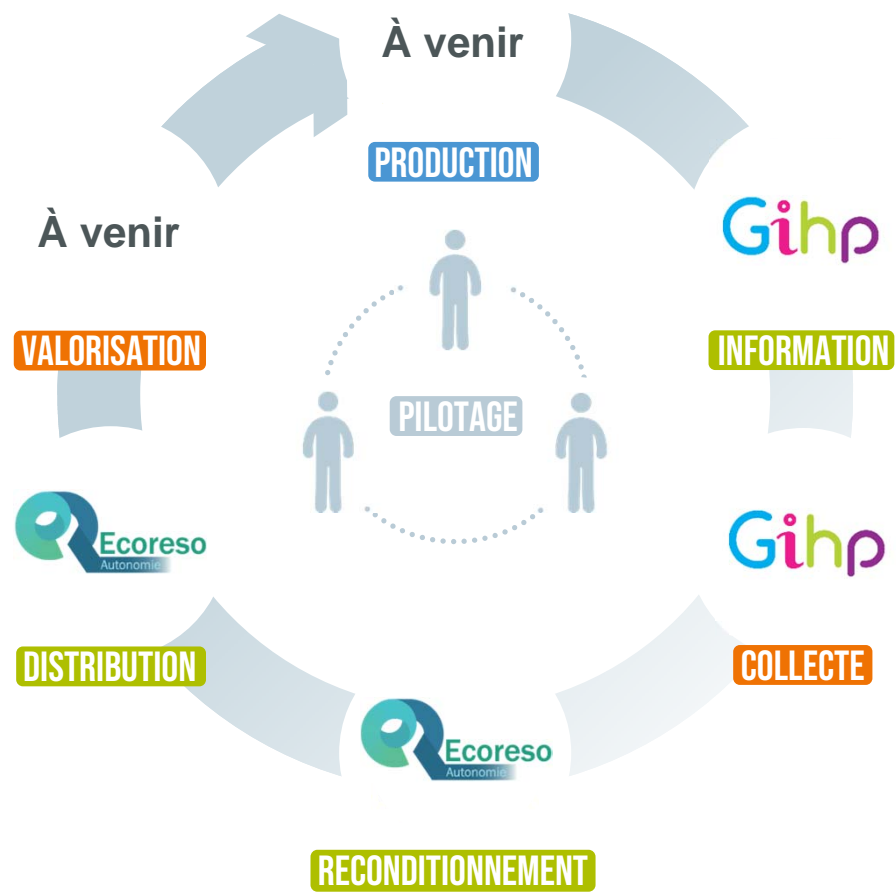 À venir
PRODUCTION
Gihp
INFORMATION
À venir
VALORISATION
PILOTAGE
Gihp
COLLECTE
Ecoreso
Autonomie
DISTRIBUTION
Ecoreso
Autonomie
RECONDITIONNEMENT